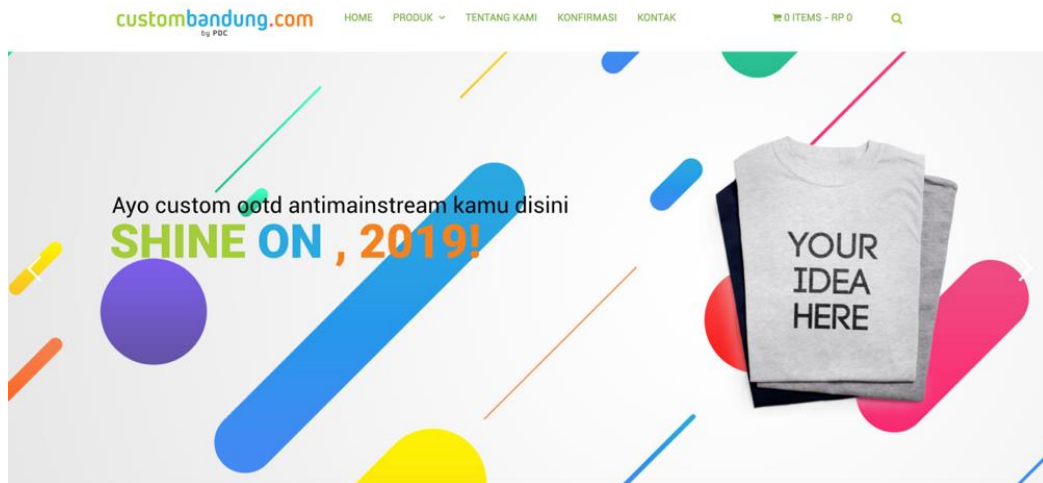 custombandung.com
by PDC
HOME PRODUK TENTANG KAMI KONFIRMASI KONTAK 0 ITEMS - RP 0
Ayo custom ootd antimainstream kamu disini
SHINE ON , 2019!
YOUR
IDEA
HERE